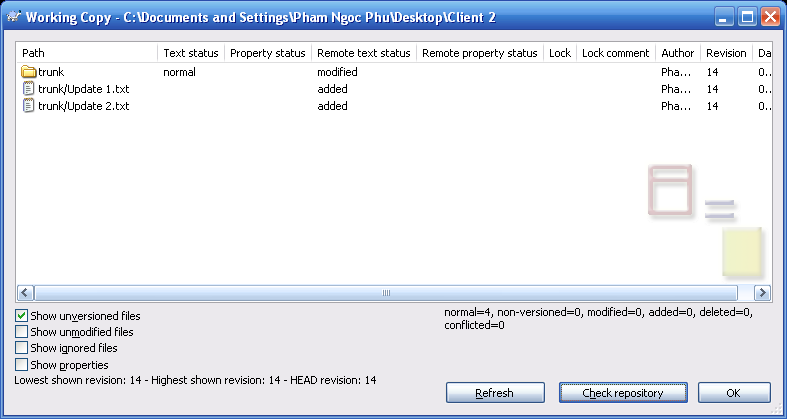 Working Copy - C:\Documents and Settings\Pham Ngoc Phu\Desktop\Client 2
Path Text status Property status Remote text status Remote property status Lock Lock comment Author Revision Da
trunk normal modified Pha... 14 0..
trunk/Update 1.txt added Pha... 14 0..
trunk/Update 2.txt added Pha... 14 0..
Show unversioned files
Show unmodified files
Show ignored files
Show properties
normal=4, non-versioned=0, modified=0, added=0, deleted=0,
conflicted=0
Lowest shown revision: 14 - Highest shown revision: 14 - HEAD revision: 14
Refresh Check repository OK